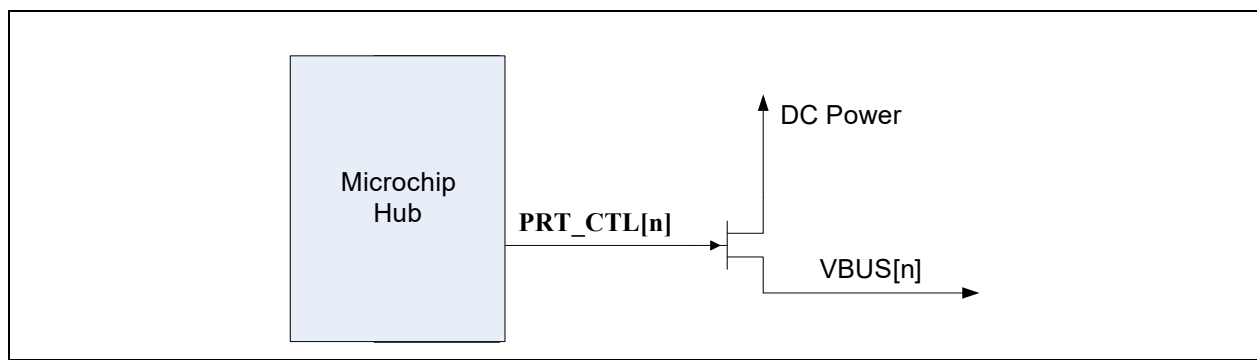 DC Power
Microchip
Hub
PRT_CTL[n]
VBUS[n]